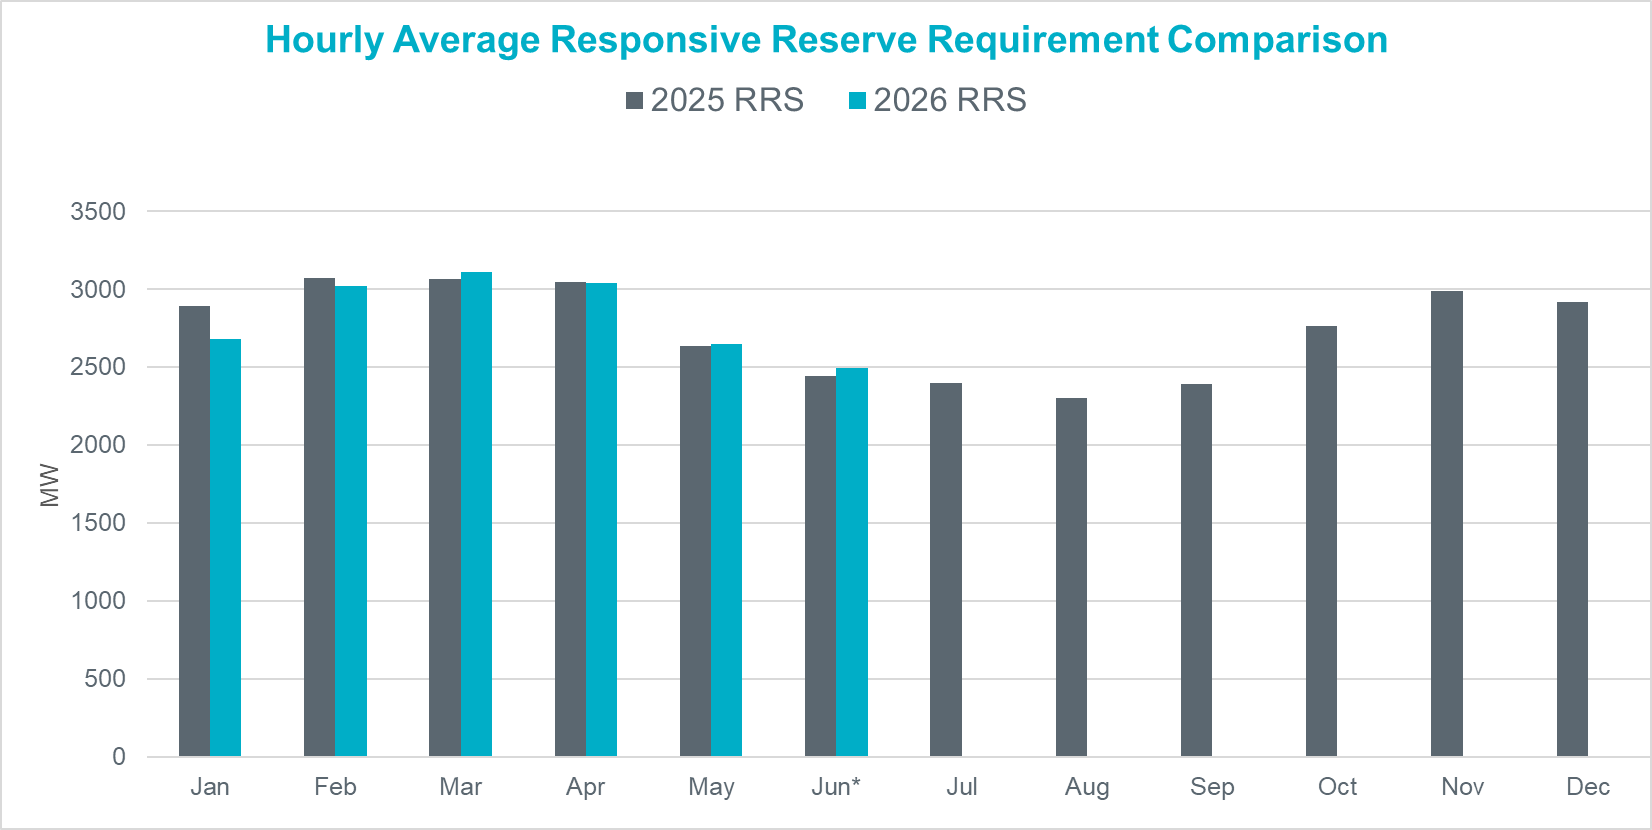 Hourly Average Responsive Reserve Requirement Comparison
2025 RRS 2026 RRS
3500
3000
2500
2000
1500
1000
500
0
MW
Jan Feb Mar Apr May Jun* Jul Aug Sep Oct Nov Dec